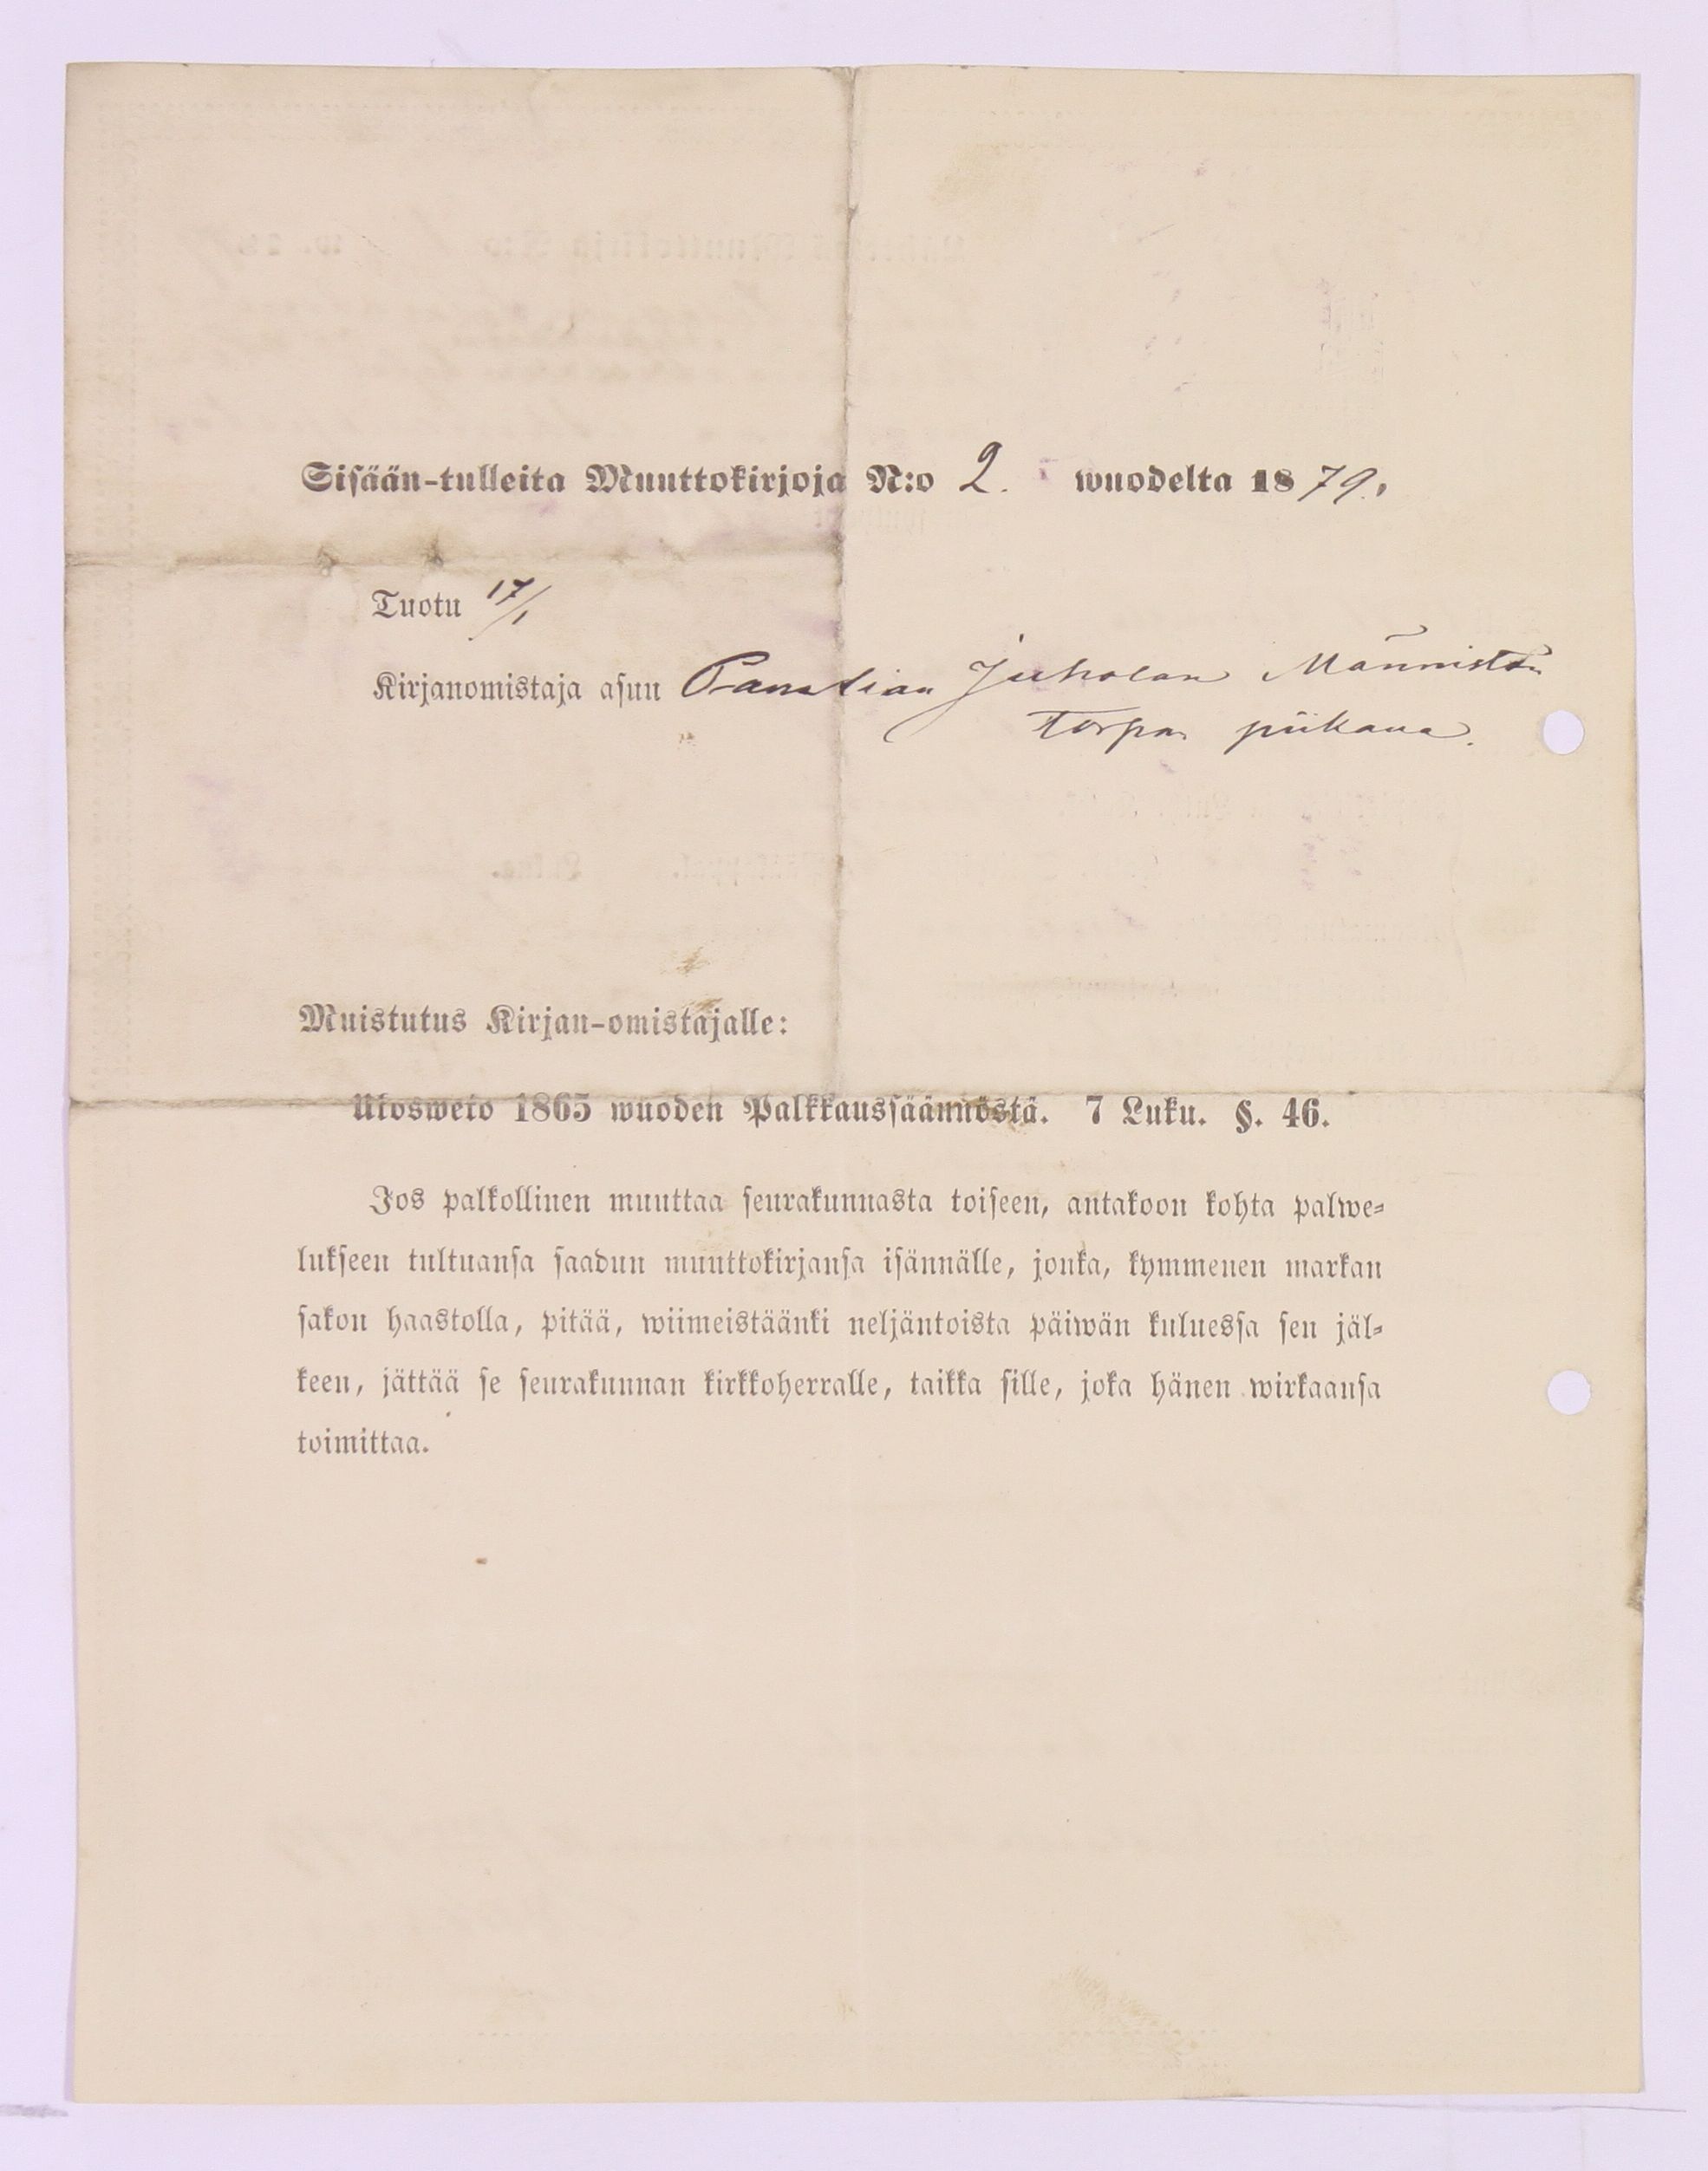 Sisään-tulleita Muuttokirjoja N:o 2. wuodelta 1879.
Tuotu 17/1
Kirjanomistaja asuu Juholan Männistön
torpan piikana.
Muistutus Kirjan-omistajalle:
Ulosweto 1865 wuoden Palkkaussäännöstä. 7 Luku. §. 46.
Jos palkollinen muuttaa seurakunnasta toiseen, antakoon kohta palwe-
lukseen tultuansa saadun muuttokirjansa isännälle, jonka, kymmenen markan
sakon haastolla, pitää, wiimeistäänki neljäntoista päiwän kuluessa sen jäl-
keen, jättää se seurakunnan kirkkoherralle, taikka sille, joka hänen wirkaansa
toimittaa.